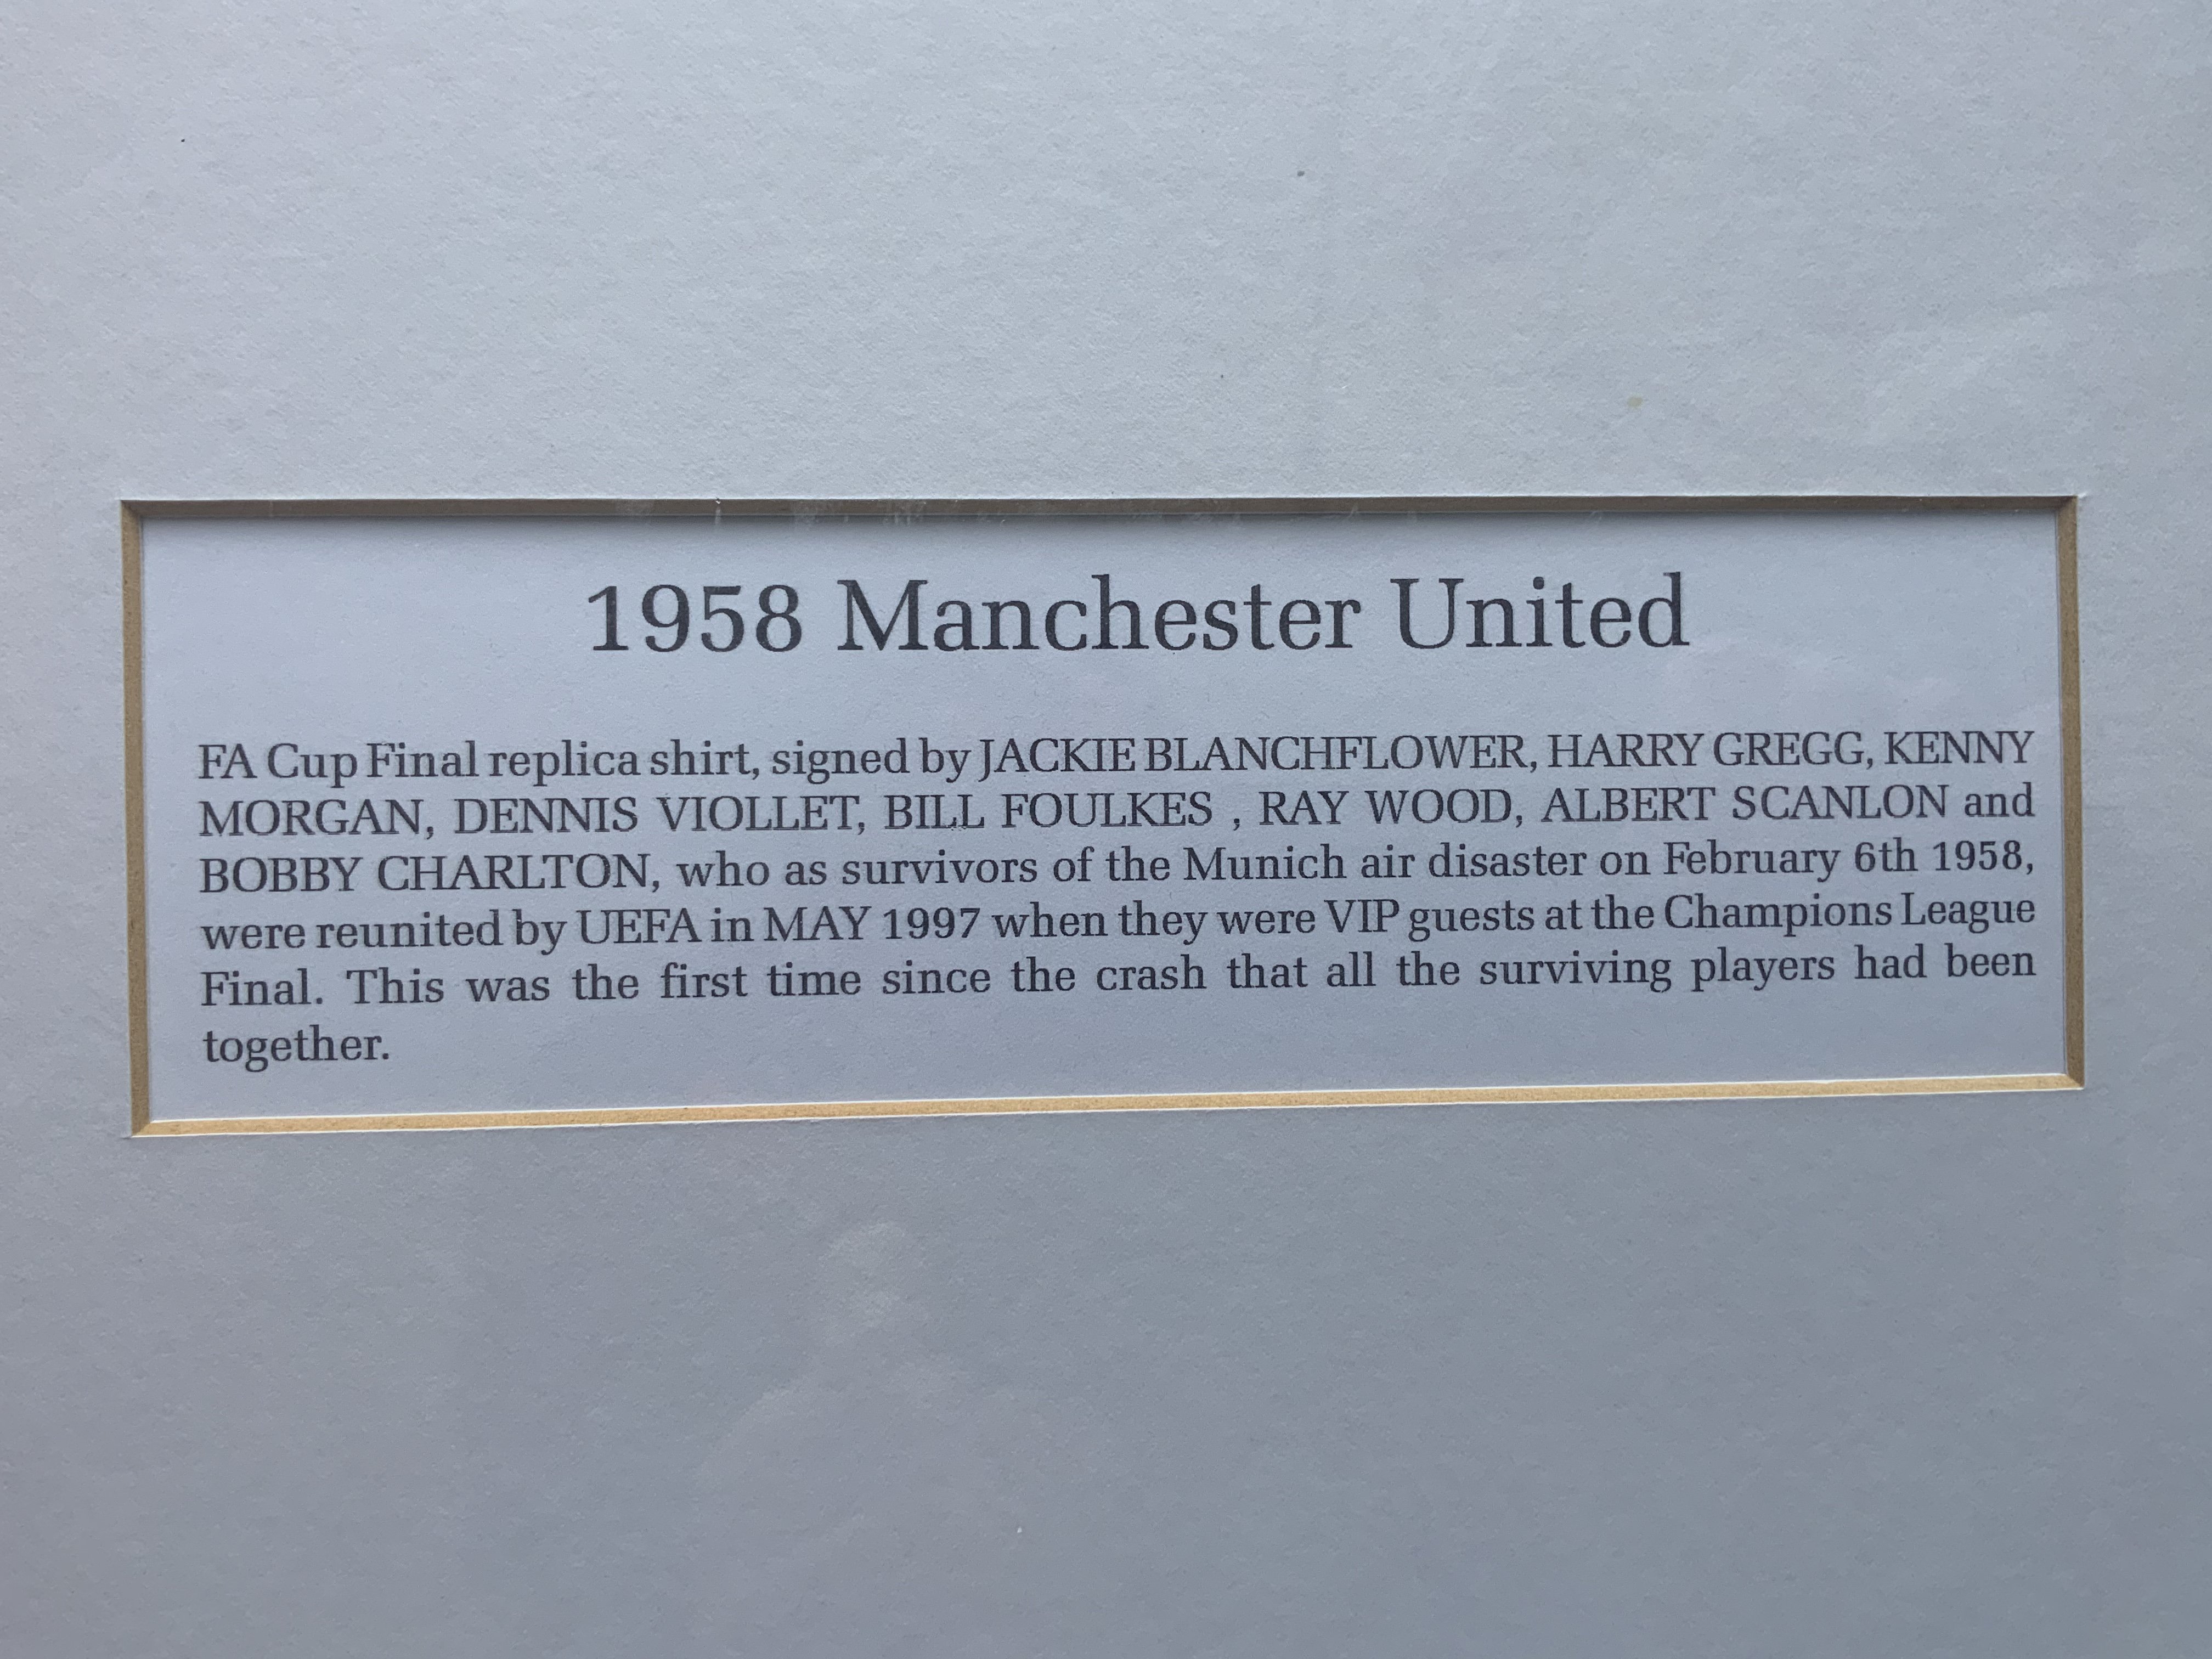 1958 Manchester United
FA Cup Final replica shirt, signed by JACKIE BLANCHFLOWER, HARRY GREGG, KENNY
MORGAN, DENNIS VIOLLET, BILL FOULKES , RAY WOOD, ALBERT SCANLON and
BOBBY CHARLTON, who as survivors of the Munich air disaster on February 6th 1958,
were reunited by UEFA in MAY 1997 when they were VIP guests at the Champions League
Final. This was the first time since the crash that all the surviving players had been
together.